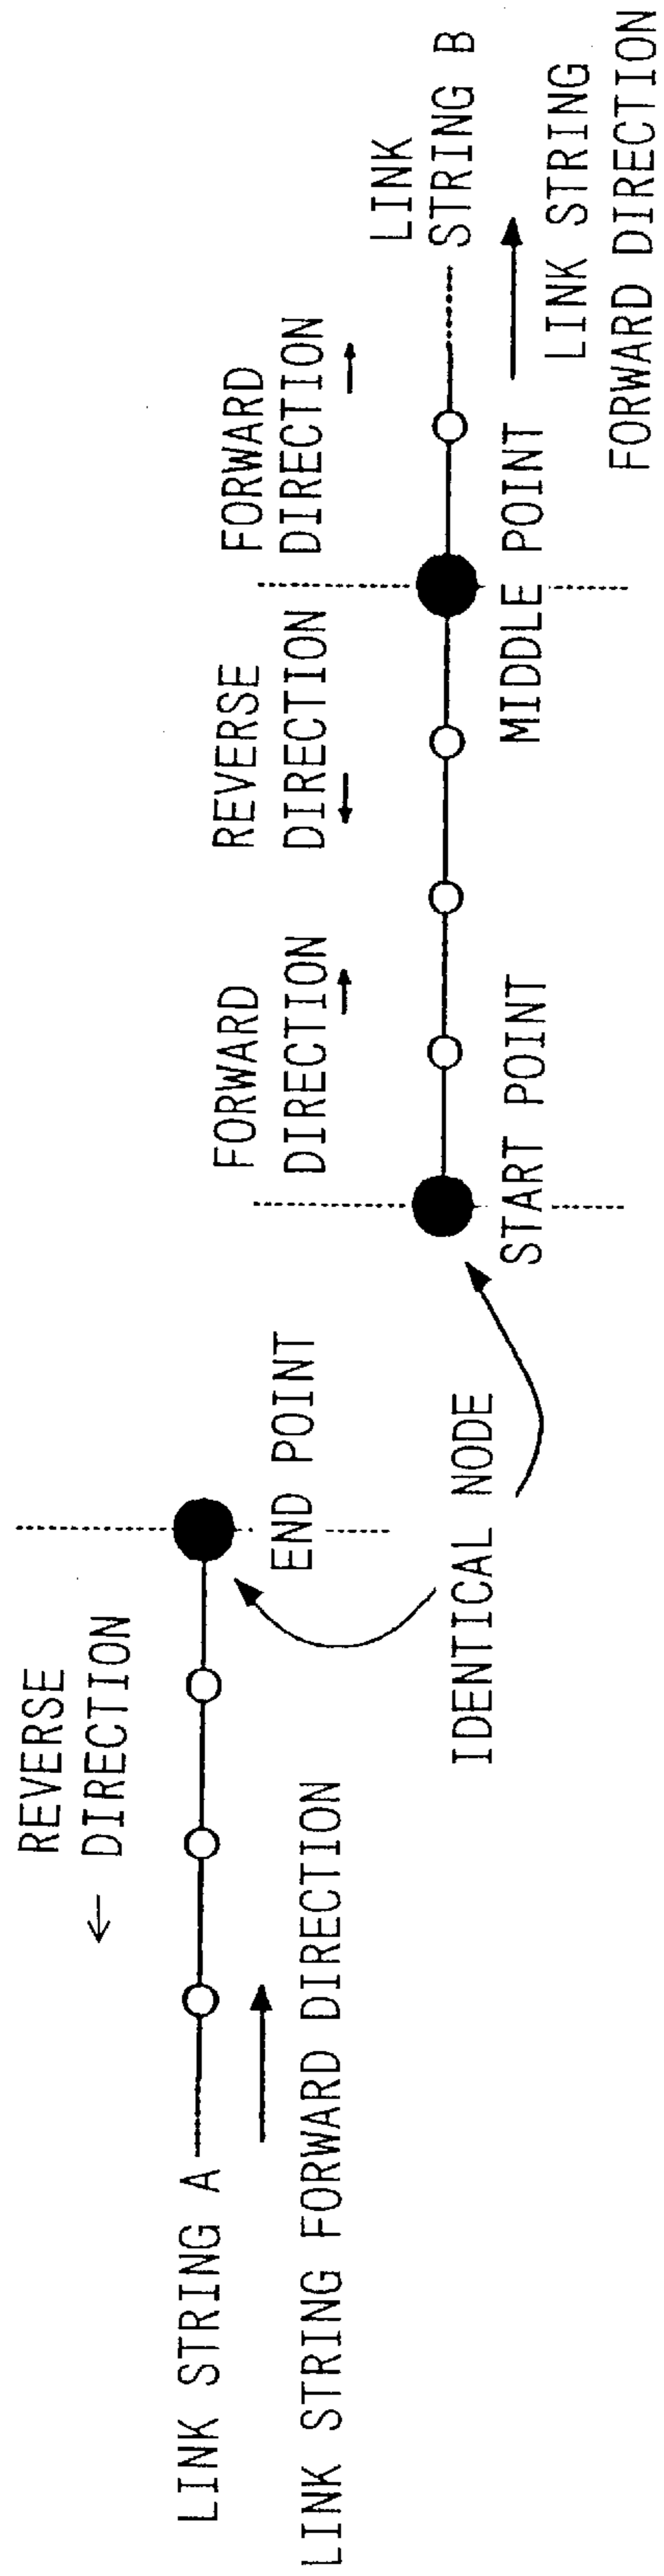 REVERSE
DIRECTION
LINK STRING A
LINK STRING FORWARD DIRECTION
END POINT
IDENTICAL NODE
FORWARD
DIRECTION
REVERSE
DIRECTION
FORWARD
DIRECTION
START POINT
MIDDLE POINT
LINK
STRING B
LINK STRING
FORWARD DIRECTION